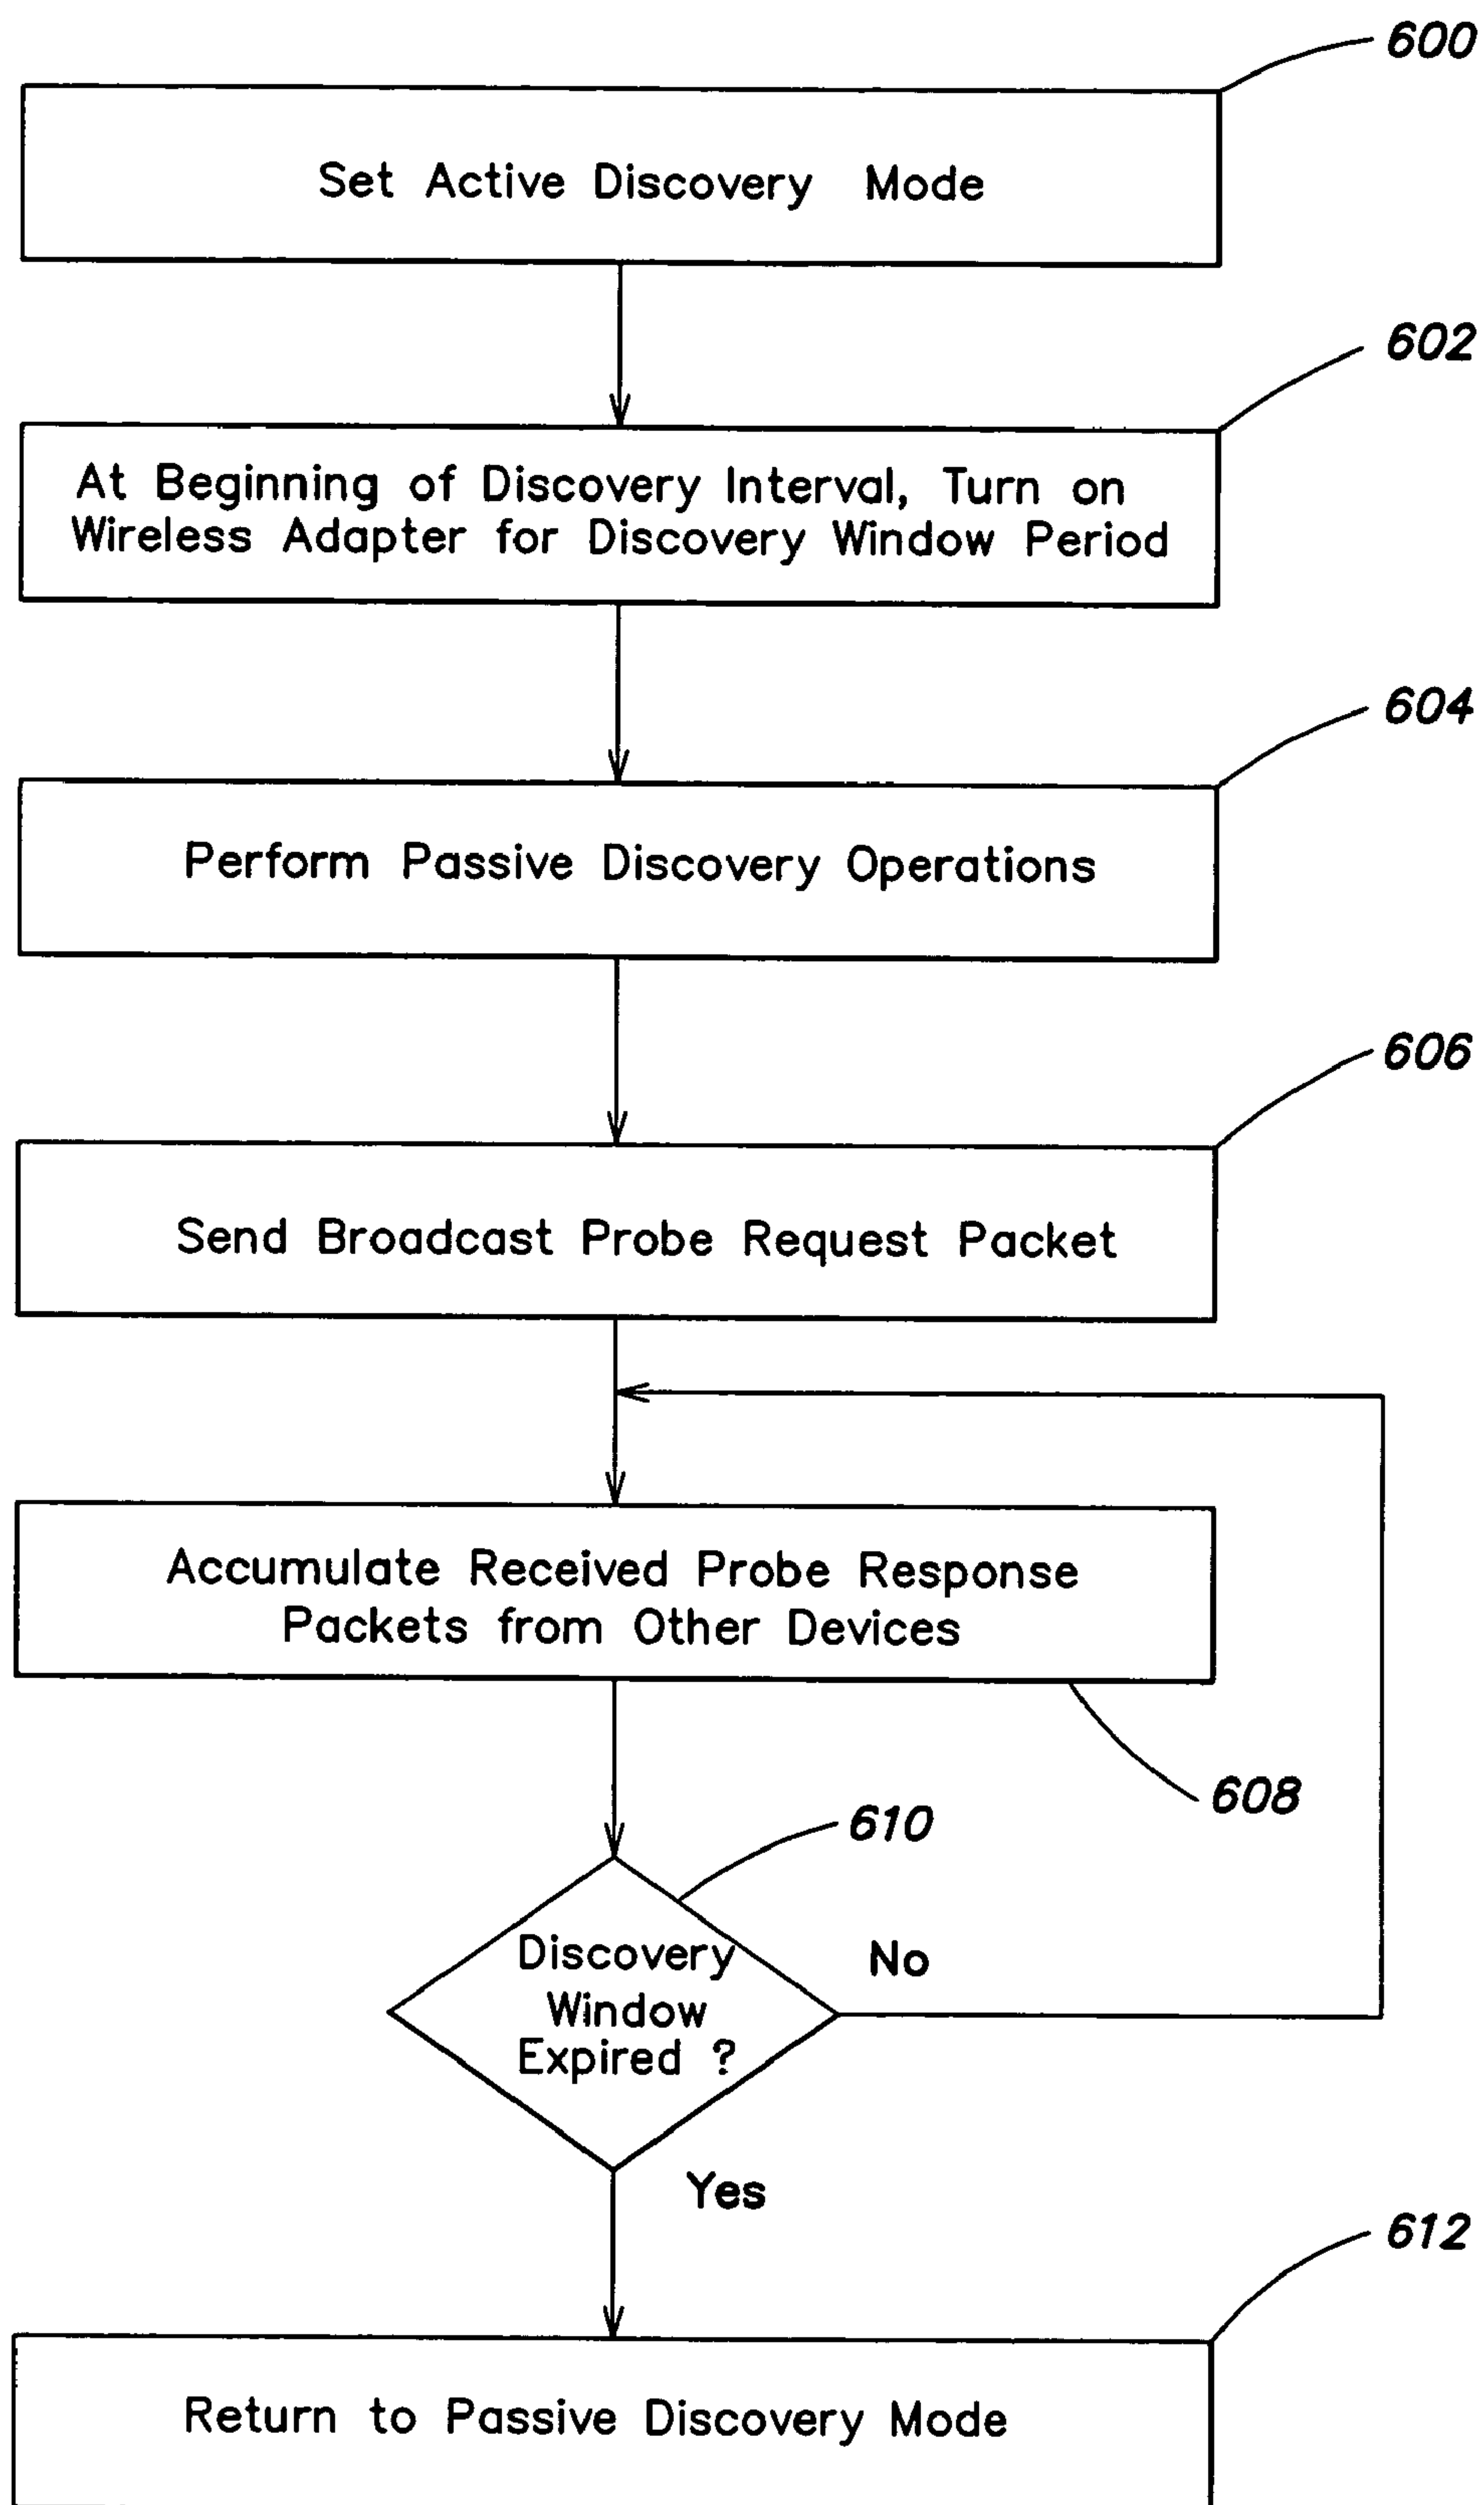 600
Set Active Discovery Mode
602
At Beginning of Discovery Interval, Turn on
Wireless Adapter for Discovery Window Period
604
Perform Passive Discovery Operations
606
Send Broadcast Probe Request Packet
Accumulate Received Probe Response
Packets from Other Devices
608
610
Discovery
Window
Expired ?
No
Yes
612
Return to Passive Discovery Mode